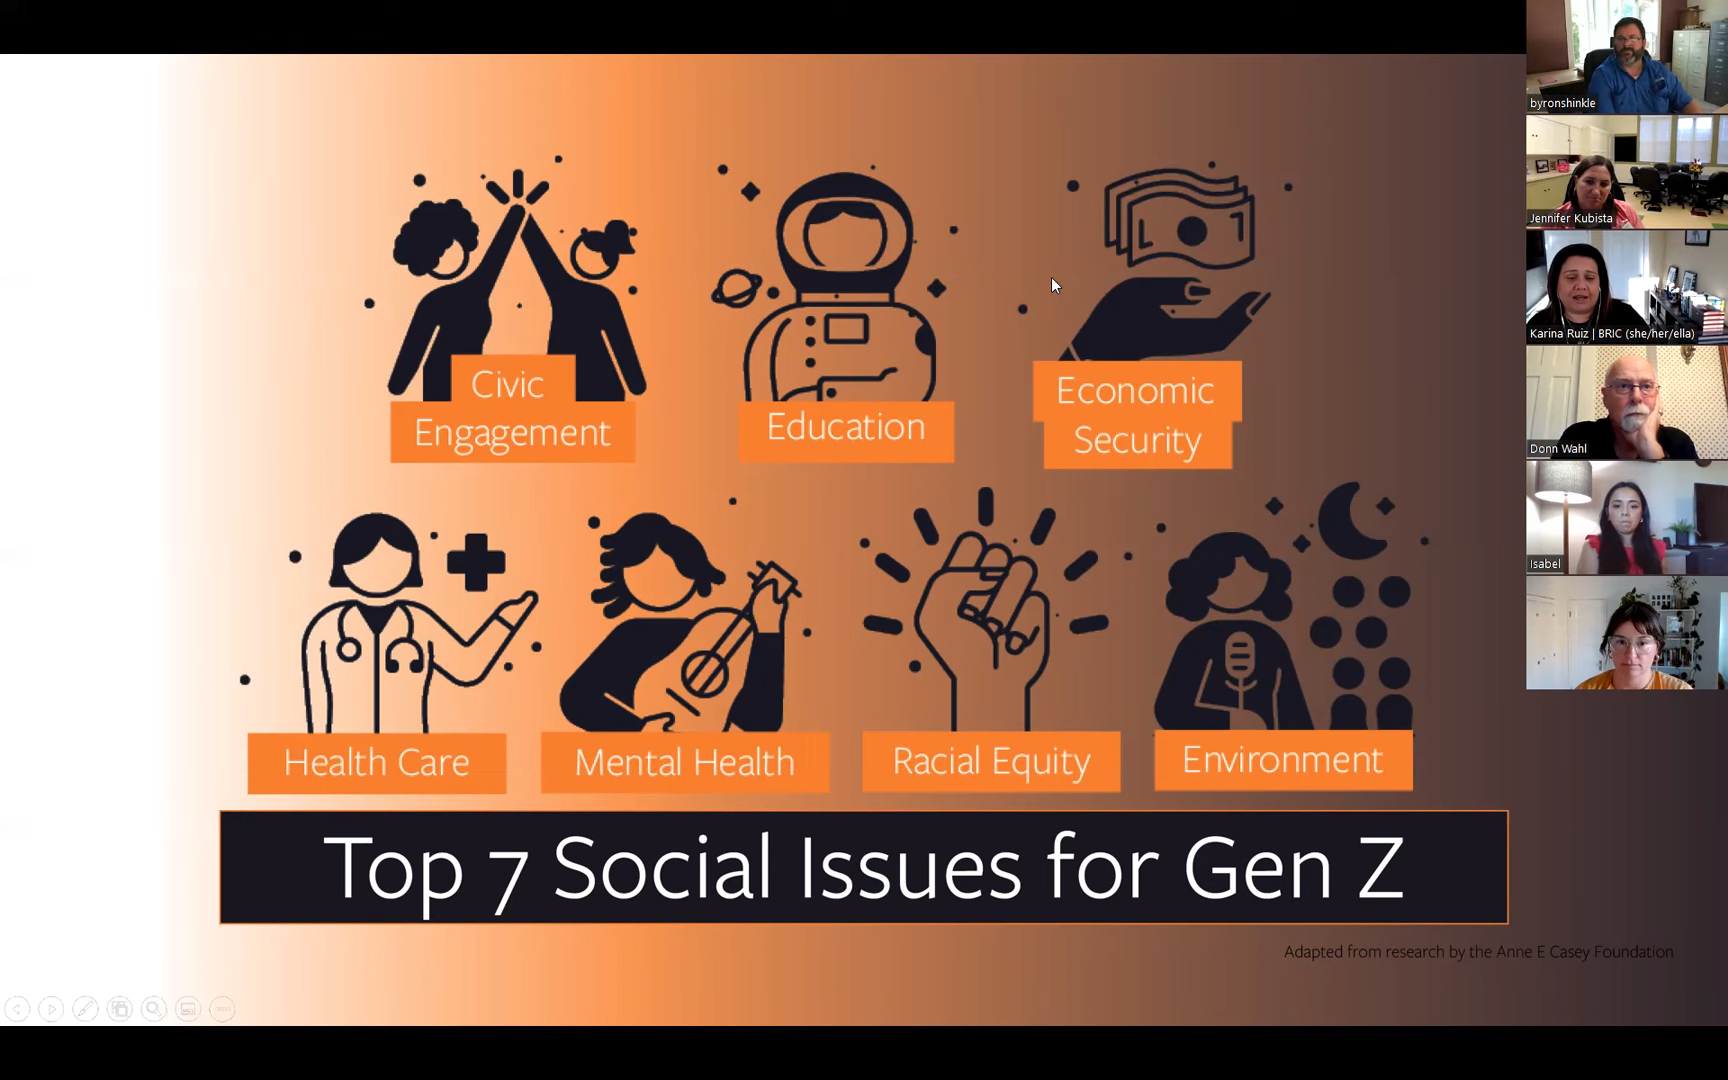 Civic
Engagement
Education
Economic
Security
Health Care
Mental Health
Racial Equity
Environment
Top 7 Social Issues for Gen Z
Adapted from research by the Anne E Casey Foundation
byronshinkle
Jennifer Kubista
Karina Ruiz | BRIC (she/her/ella)
Donn Wahl
Isabel